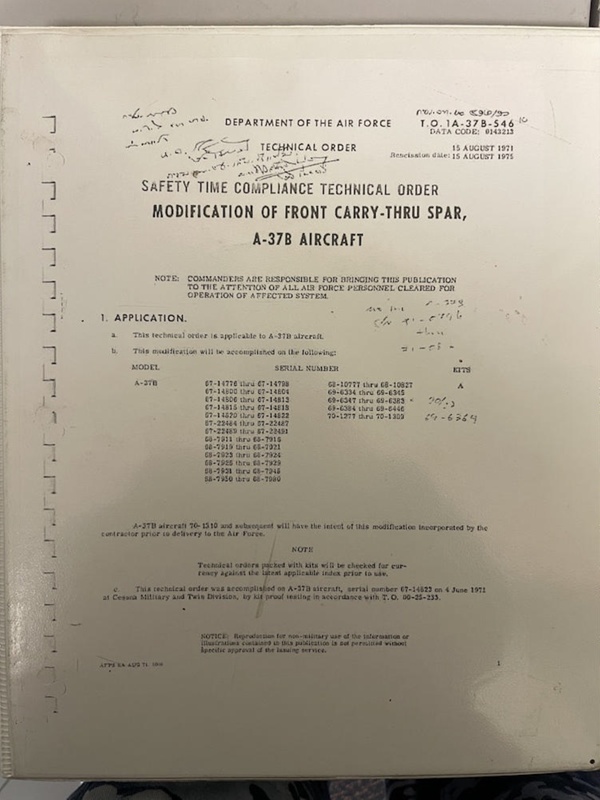 DEPARTMENT OF THE AIR FORCE
T.O. 1A-37B-546
DATA CODE: 0143213
TECHNICAL ORDER
15 AUGUST 1971
Rescission date: 15 AUGUST 1975
SAFETY TIME COMPLIANCE TECHNICAL ORDER
MODIFICATION OF FRONT CARRY-THRU SPAR,
A-37B AIRCRAFT
NOTE: COMMANDERS ARE RESPONSIBLE FOR BRINGING THIS PUBLICATION
TO THE ATTENTION OF ALL AIR FORCE PERSONNEL CLEARED FOR
OPERATION OF AFFECTED SYSTEM.
1. APPLICATION.
a. This technical order is applicable to A-37B aircraft.
b. This modification will be accomplished on the following:
MODEL SERIAL NUMBER KITS
A-37B 67-14776 thru 67-14798 68-10777 thru 68-10827 A
67-14800 thru 67-14804 69-6334 thru 69-6345
67-14806 thru 67-14813 69-6347 thru 69-6382
67-14815 thru 67-14818 69-6384 thru 69-6446
67-14820 thru 67-14822 70-1277 thru 70-1309
67-22484 thru 67-22487
67-22489 thru 67-22491
68-7911 thru 68-7916
68-7919 thru 68-7921
68-7923 thru 68-7924
68-7926 thru 68-7929
68-7931 thru 68-7948
68-7950 thru 68-7980
A-37B aircraft 70-1310 and subsequent will have the intent of this modification incorporated by the
contractor prior to delivery to the Air Force.
NOTE
Technical orders packed with kits will be checked for cur-
rency against the latest applicable index prior to use.
c. This technical order was accomplished on A-37B aircraft, serial number 67-14823 on 4 June 1971
at Cessna Military and Twin Division, by kit proof testing in accordance with T.O. 00-25-233.
NOTICE: Reproduction for non-military use of the information or
illustrations contained in this publication is not permitted without
specific approval of the issuing service.
1